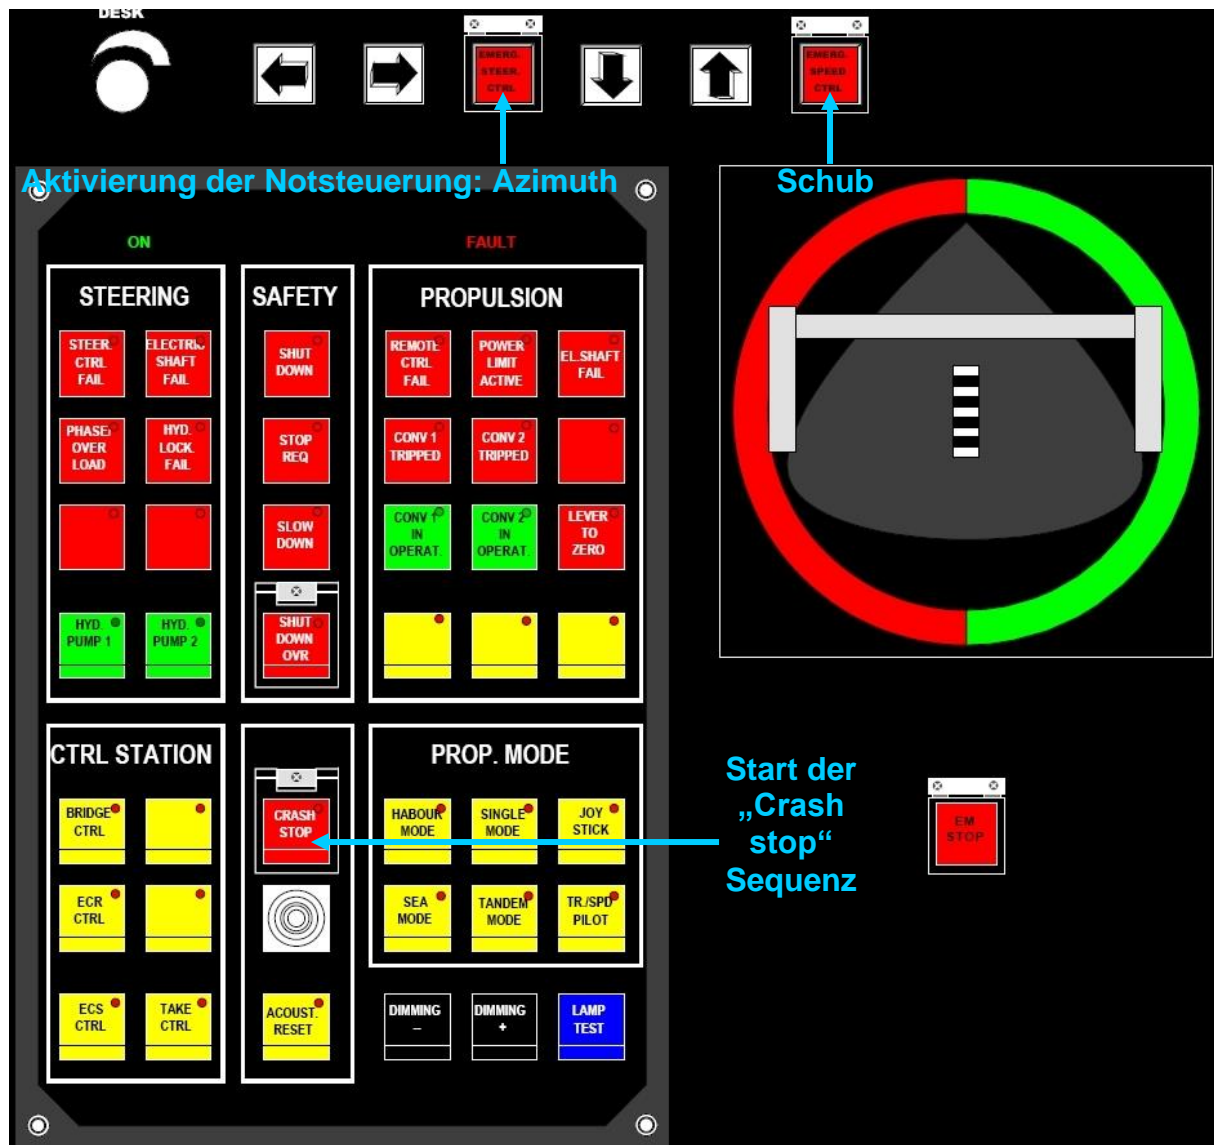 DESK
EMERG.
STEER.
CTRL
EMERG.
SPEED
CTRL
Aktivierung der Notsteuerung: Azimuth
Schub
ON
FAULT
STEERING
STEER.
CTRL
FAIL
ELECTRIC
SHAFT
FAIL
PHASE/
OVER
LOAD
HYD.
LOCK
FAIL
HYD.
PUMP 1
HYD.
PUMP 2
SAFETY
SHUT
DOWN
STOP
REQ
SLOW
DOWN
SHUT
DOWN
OVR
PROPULSION
REMOTE
CTRL
FAIL
POWER
LIMIT
ACTIVE
EL.SHAFT
FAIL
CONV 1
TRIPPED
CONV 2
TRIPPED
CONV 1
IN
OPERAT.
CONV 2
IN
OPERAT.
LEVER
TO
ZERO
CTRL STATION
BRIDGE
CTRL
ECR
CTRL
ECS
CTRL
TAKE
CTRL
CRASH
STOP
ACOUST.
RESET
PROP. MODE
HABOUR
MODE
SINGLE
MODE
JOY
STICK
SEA
MODE
TANDEM
MODE
TR./SPD
PILOT
DIMMING
–
DIMMING
+
LAMP
TEST
Start der
„Crash
stop“
Sequenz
EM
STOP